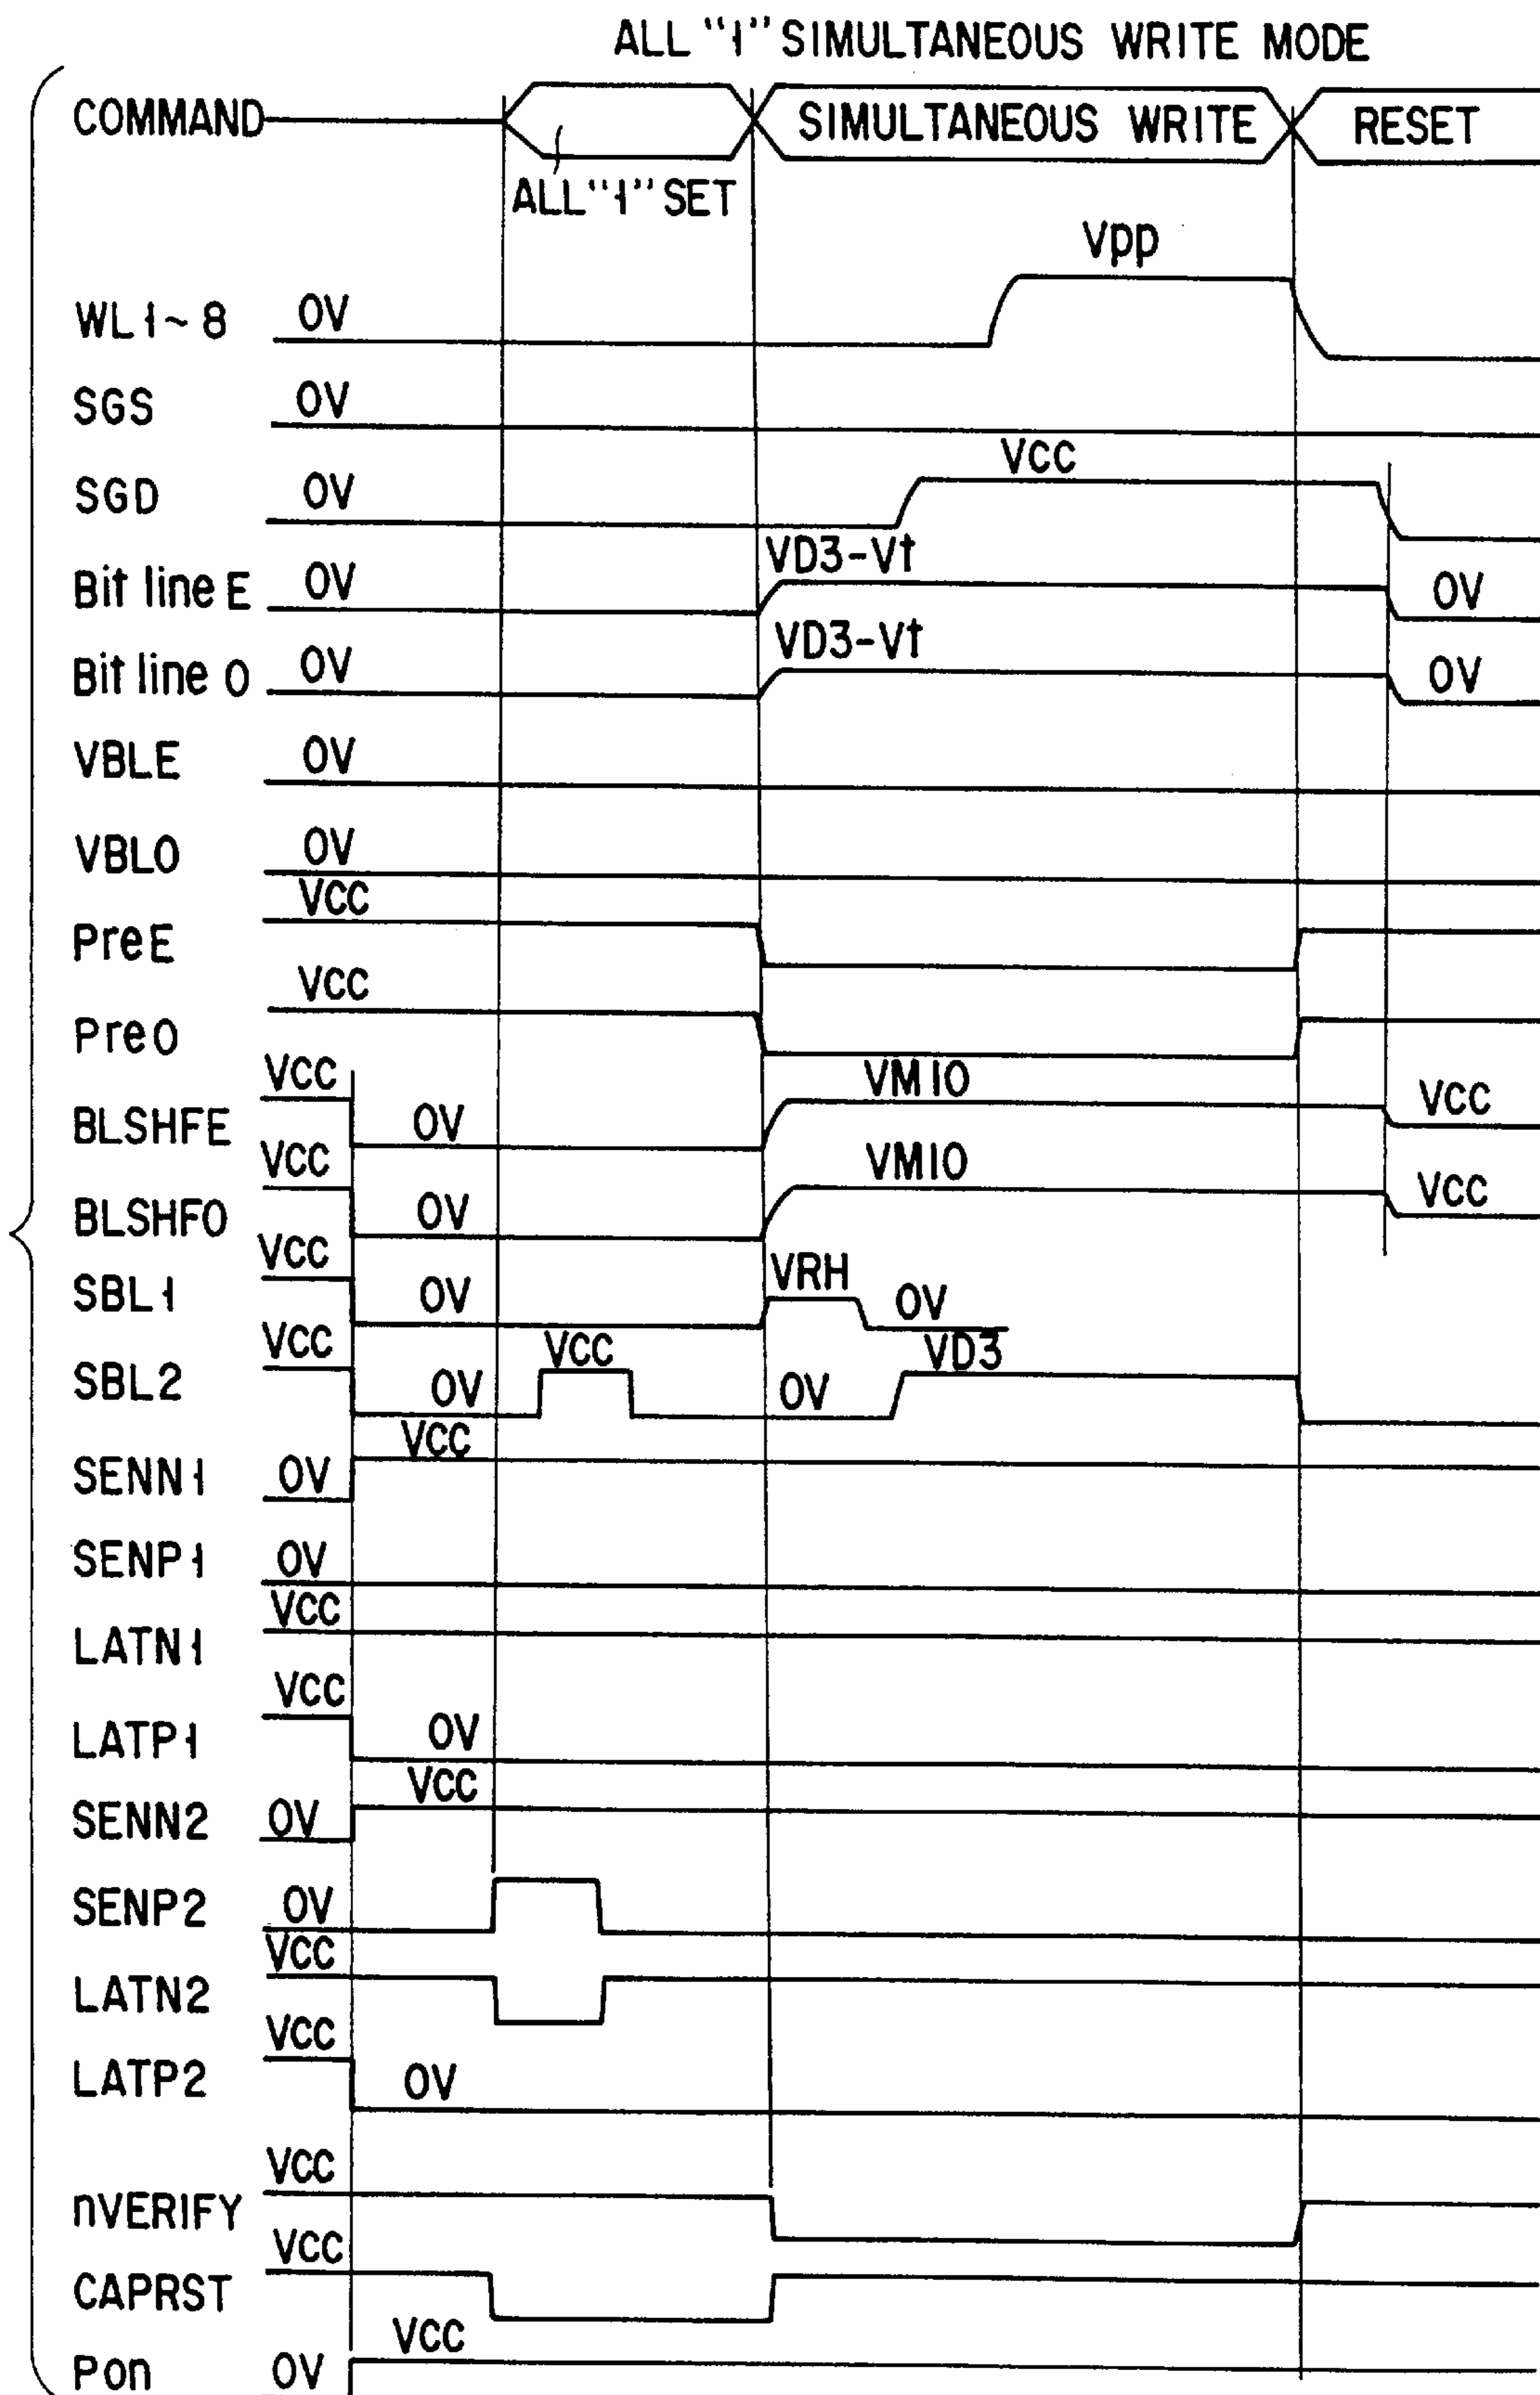 ALL "1" SIMULTANEOUS WRITE MODE
COMMAND SIMULTANEOUS WRITE RESET
ALL "1" SET
Vpp
WL1~8 0V
SGS 0V
VCC
SGD 0V
VD3-Vt
Bit line E 0V 0V
VD3-Vt
Bit line O 0V 0V
VBLE 0V
VBLO 0V
VCC
PreE
VCC
PreO
VCC VM10
BLSHFE 0V VCC
VCC VM10
BLSHFO 0V VCC
VCC VRH
SBL1 0V 0V
VCC VCC VD3
SBL2 0V 0V
VCC
SENN1 0V
SENP1 0V
VCC
LATN1
VCC
LATP1 0V
VCC
SENN2 0V
SENP2 0V
VCC
LATN2
VCC
LATP2 0V
VCC
nVERIFY
VCC
CAPRST
VCC
Pon 0V